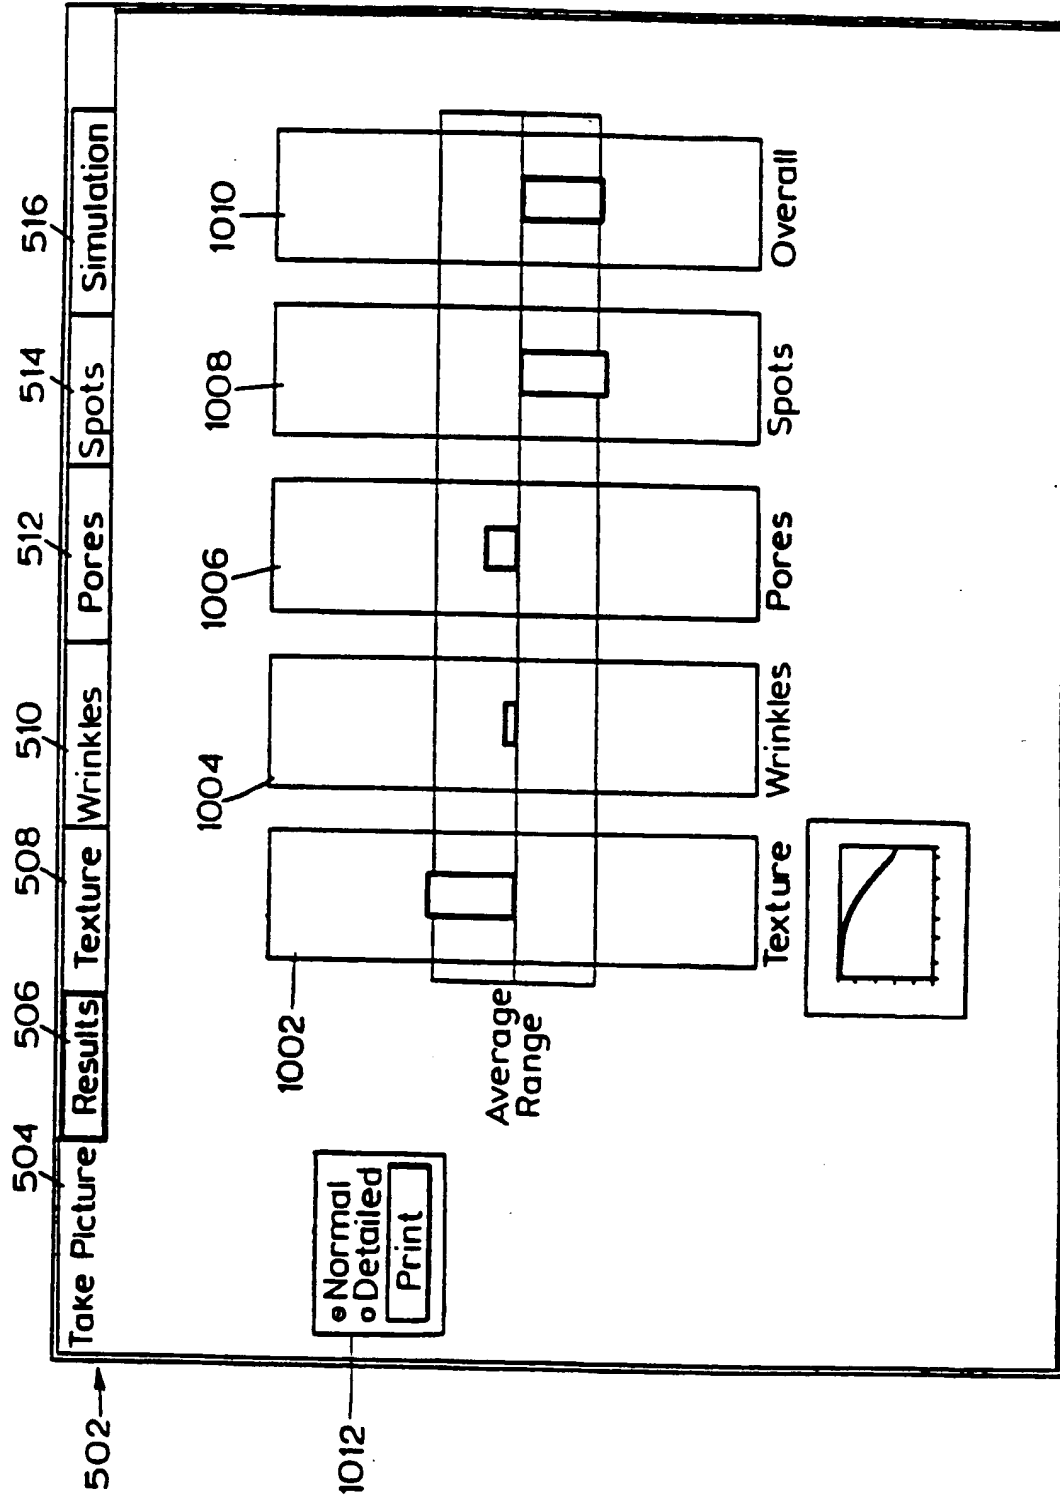 504 506 508 510 512 514 516
502
Take Picture Results Texture Wrinkles Pores Spots Simulation
1002 1004 1006 1008 1010
1012
Normal
Detailed
Print
Average
Range
Texture Wrinkles Pores Spots Overall